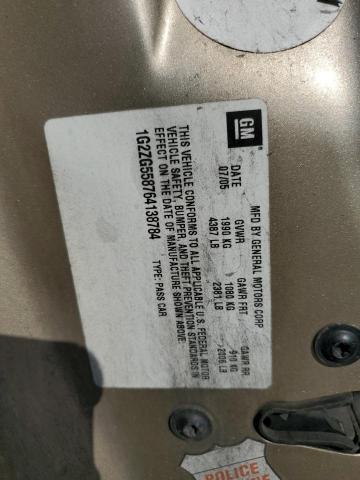 GM
MFD BY GENERAL MOTORS CORP
DATE GVWR GAWR FRT GAWR RR
07/05 1990 KG 1080 KG 910 KG
4387 LB 2381 LB 2006 LB
THIS VEHICLE CONFORMS TO ALL APPLICABLE U.S. FEDERAL MOTOR
VEHICLE SAFETY, BUMPER, AND THEFT PREVENTION STANDARDS IN
EFFECT ON THE DATE OF MANUFACTURE SHOWN ABOVE.
1G2ZG558764138784 TYPE: PASS CAR
POLICE